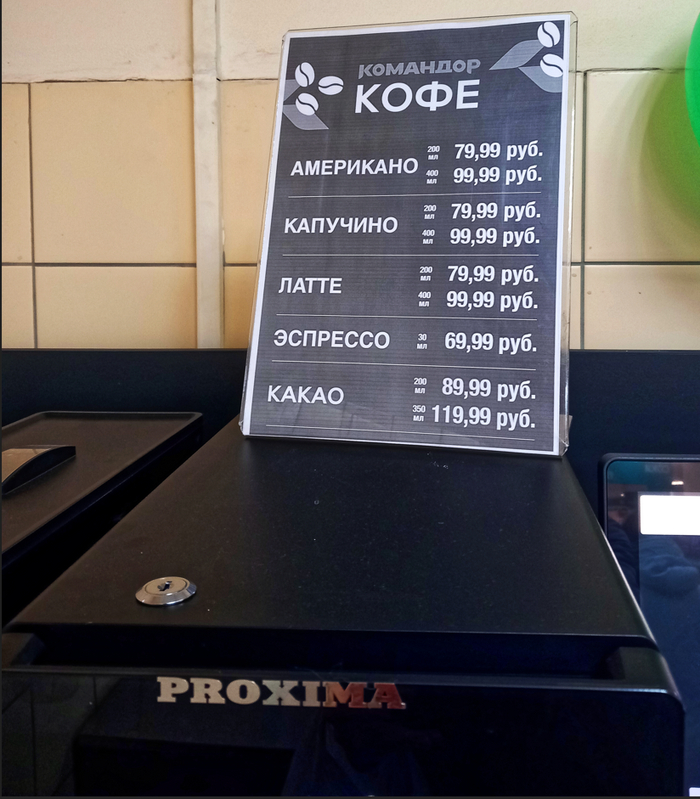 КОМАНДОР
КОФЕ
АМЕРИКАНО
200 мл 79,99 руб.
400 мл 99,99 руб.
КАПУЧИНО
200 мл 79,99 руб.
400 мл 99,99 руб.
ЛАТТЕ
200 мл 79,99 руб.
400 мл 99,99 руб.
ЭСПРЕССО
30 мл 69,99 руб.
КАКАО
200 мл 89,99 руб.
350 мл 119,99 руб.
PROXIMA